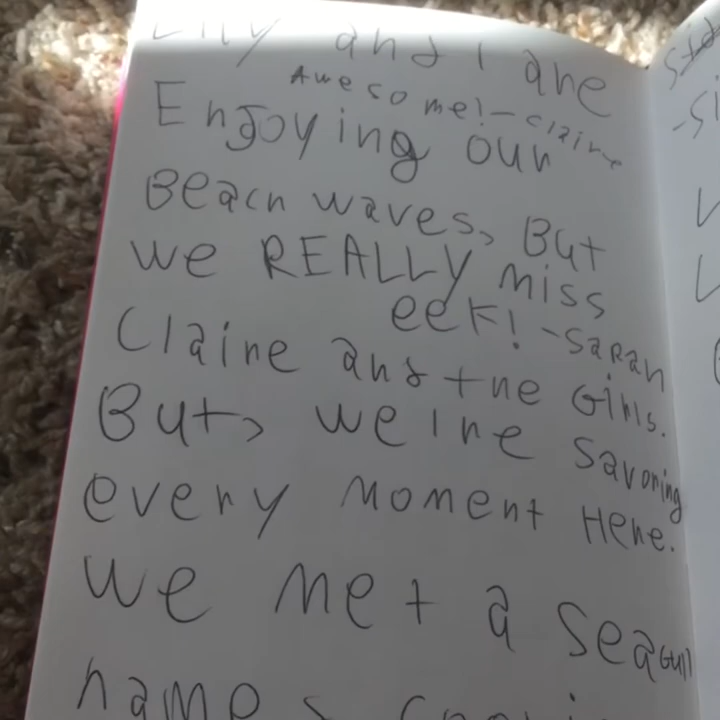 and I are
Awesome! - Claire
Enjoying our
Beach waves, But
we REALLY miss
eek! - Sarah
Claire and the Girls.
But, we're savoring
every moment Here.
We Met a Seagull